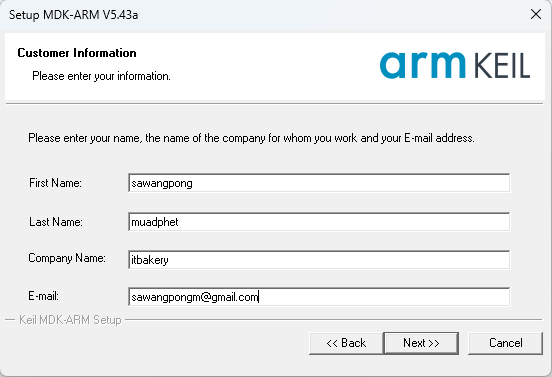 Setup MDK-ARM V5.43a
Customer Information
Please enter your information.
arm KEIL
Please enter your name, the name of the company for whom you work and your E-mail address.
First Name: sawangpong
Last Name: muadphet
Company Name: itbakery
E-mail: sawangpongm@gmail.com
Keil MDK-ARM Setup
<< Back Next >> Cancel